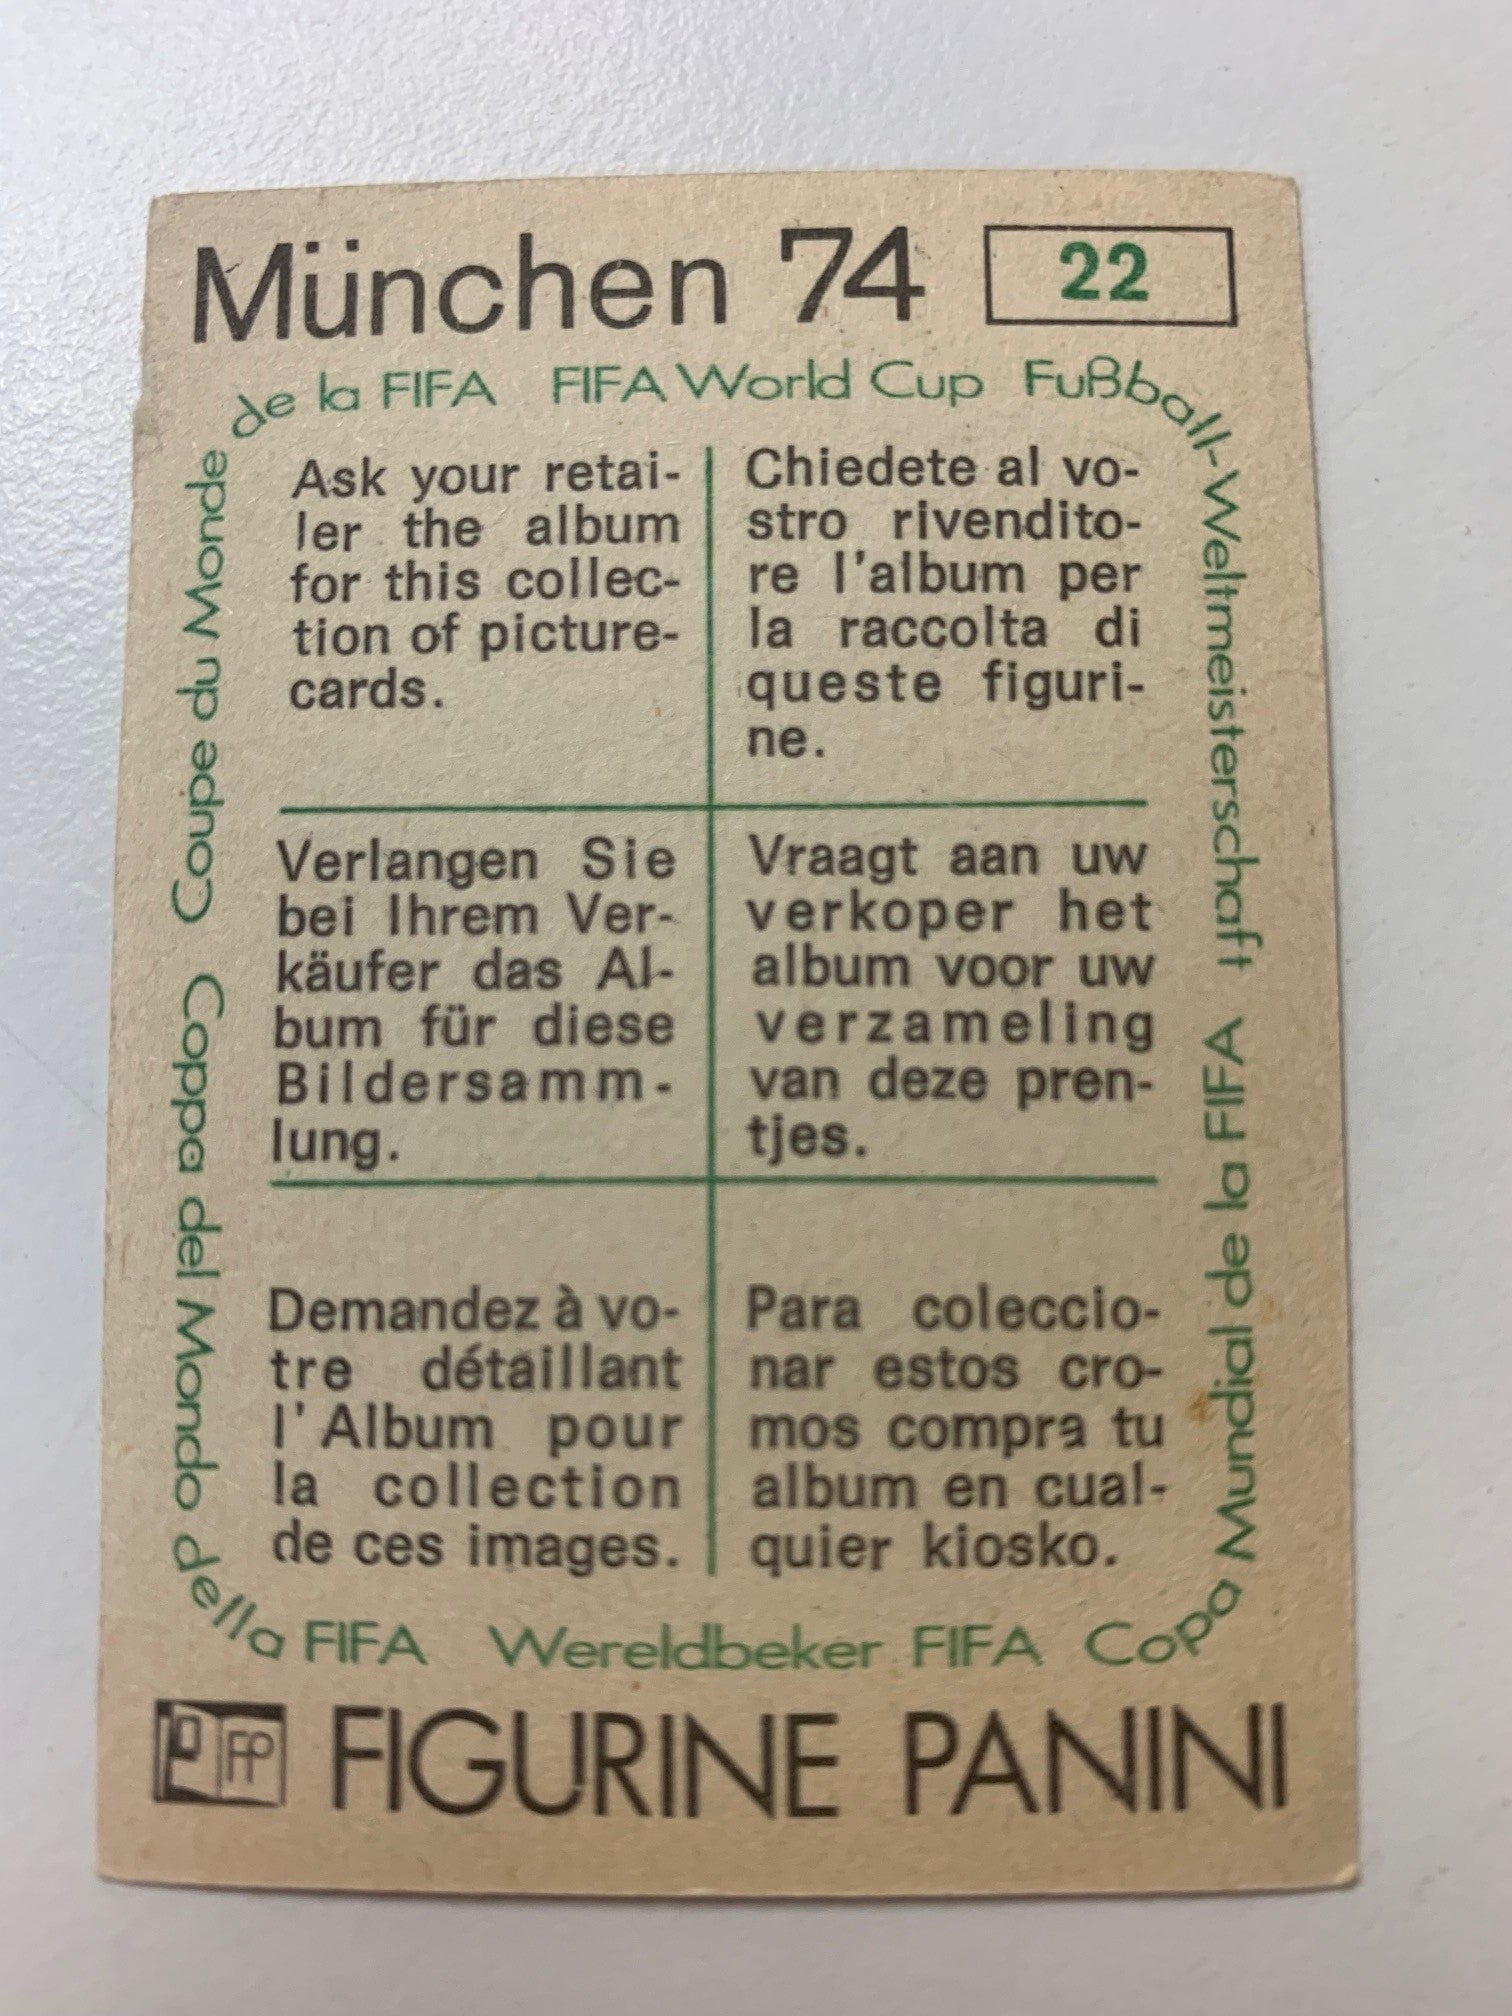 München 74 22
Coupe du Monde de la FIFA FIFA World Cup Fußball-Weltmeisterschaft
Ask your retai-
ler the album
for this collec-
tion of picture-
cards.
Chiedete al vo-
stro rivendito-
re l'album per
la raccolta di
queste figuri-
ne.
Verlangen Sie
bei Ihrem Ver-
käufer das Al-
bum für diese
Bildersamm-
lung.
Vraagt aan uw
verkoper het
album voor uw
verzameling
van deze pren-
tjes.
Demandez à vo-
tre détaillant
l'Album pour
la collection
de ces images.
Para coleccio-
nar estos cro-
mos compra tu
album en cual-
quier kiosko.
Coppa del Mondo della FIFA Wereldbeker FIFA Copa Mundial de la FIFA
FP FIGURINE PANINI